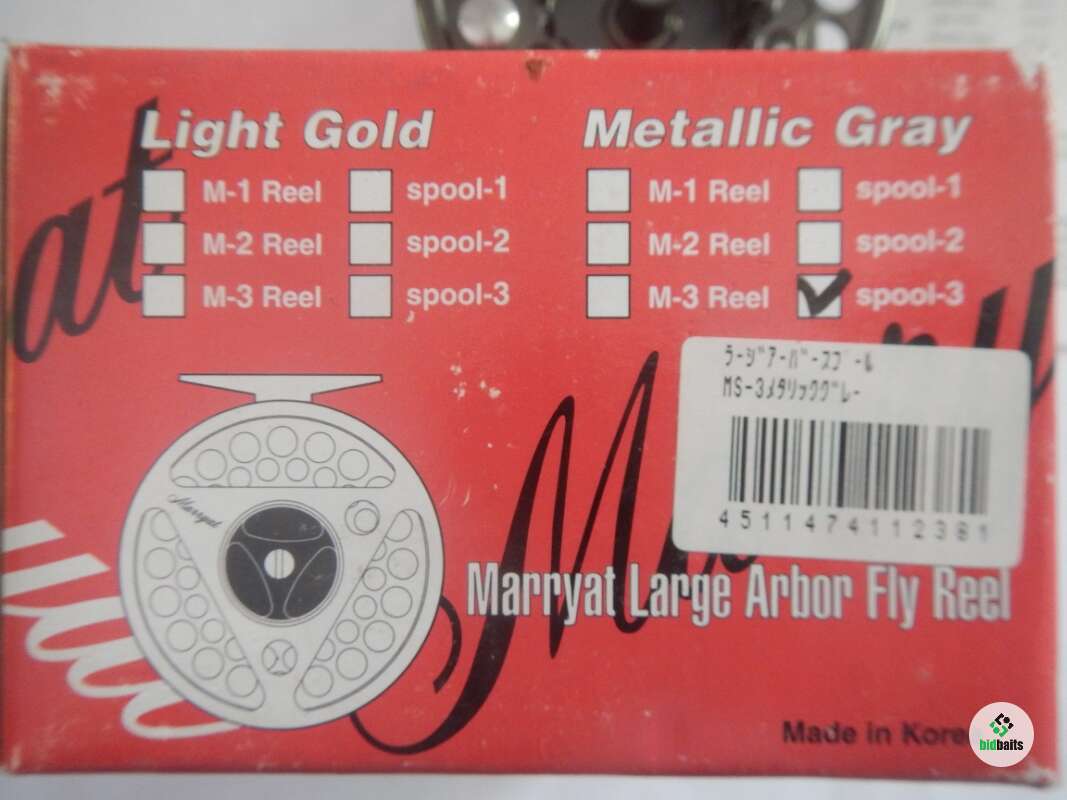 Light Gold
M-1 Reel spool-1
M-2 Reel spool-2
M-3 Reel spool-3
Metallic Gray
M-1 Reel spool-1
M-2 Reel spool-2
M-3 Reel spool-3
ラージアーバースプール
MS-3メタリックグレー
4511474112381
Marryat
Marryat Large Arbor Fly Reel
Made in Kore
bidbaits